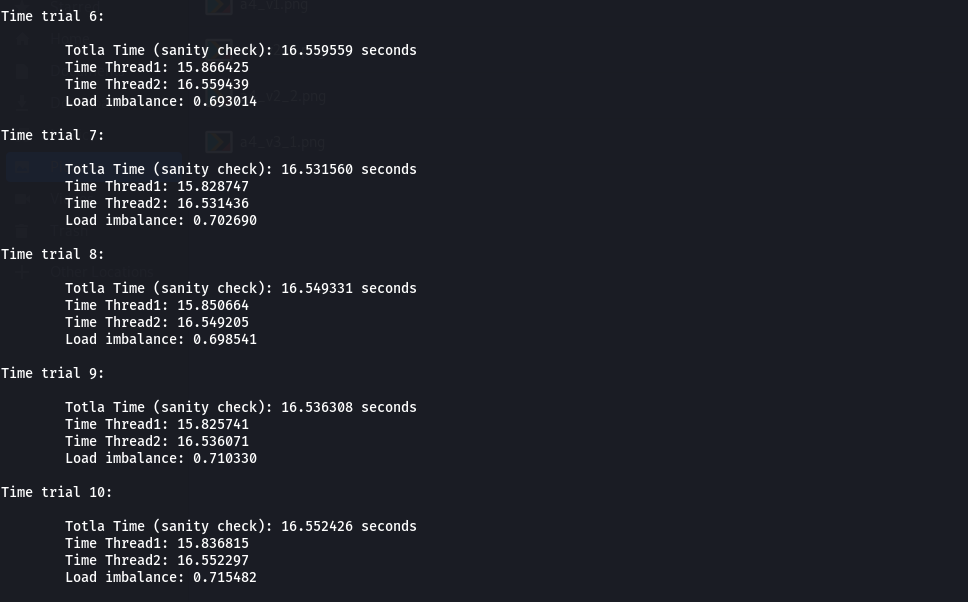 a4_v1.png
Time trial 6:
Totla Time (sanity check): 16.559559 seconds
Time Thread1: 15.866425
Time Thread2: 16.559439
Load imbalance: 0.693014
Time trial 7:
a4_v3_1.png
Totla Time (sanity check): 16.531560 seconds
Time Thread1: 15.828747
Time Thread2: 16.531436
Load imbalance: 0.702690
Time trial 8:
Totla Time (sanity check): 16.549331 seconds
Time Thread1: 15.850664
Time Thread2: 16.549205
Load imbalance: 0.698541
Time trial 9:
Totla Time (sanity check): 16.536308 seconds
Time Thread1: 15.825741
Time Thread2: 16.536071
Load imbalance: 0.710330
Time trial 10:
Totla Time (sanity check): 16.552426 seconds
Time Thread1: 15.836815
Time Thread2: 16.552297
Load imbalance: 0.715482